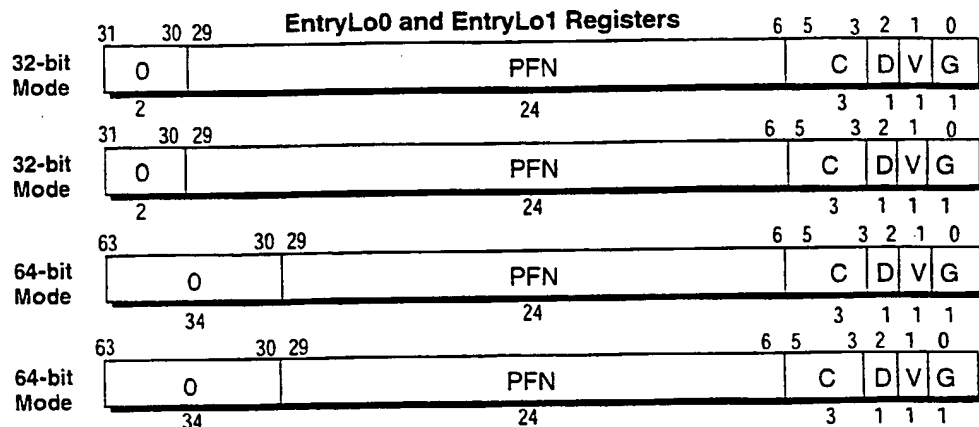 EntryLo0 and EntryLo1 Registers
31 30 29 6 5 3 2 1 0
32-bit Mode 0 PFN C D V G
2 24 3 1 1 1
31 30 29 6 5 3 2 1 0
32-bit Mode 0 PFN C D V G
2 24 3 1 1 1
63 30 29 6 5 3 2 1 0
64-bit Mode 0 PFN C D V G
34 24 3 1 1 1
63 30 29 6 5 3 2 1 0
64-bit Mode 0 PFN C D V G
34 24 3 1 1 1